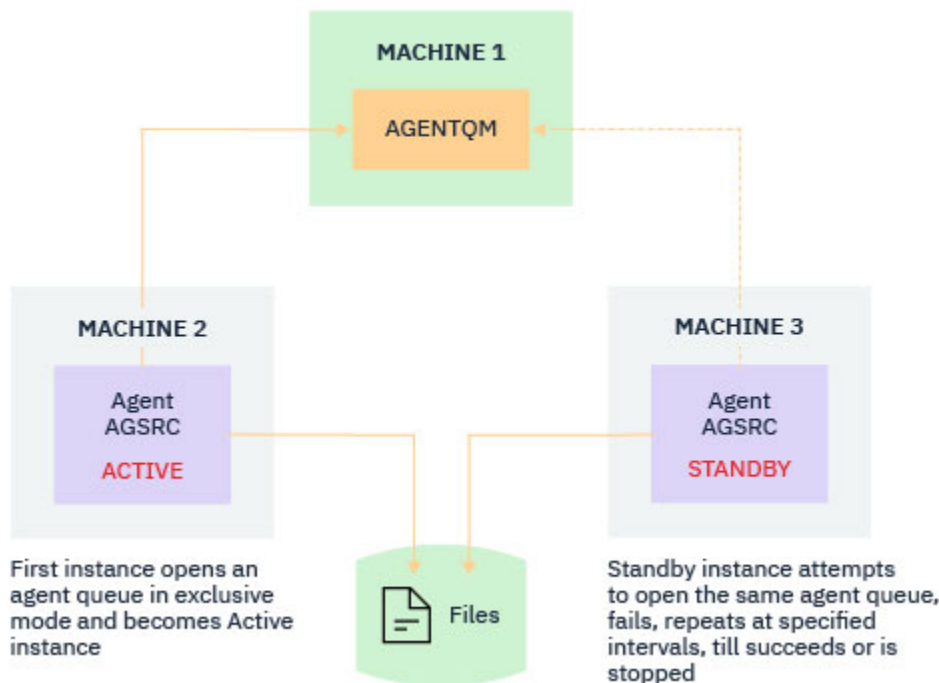 MACHINE 1
AGENTQM
MACHINE 2
Agent
AGSRC
ACTIVE
First instance opens an
agent queue in exclusive
mode and becomes Active
instance
MACHINE 3
Agent
AGSRC
STANDBY
Standby instance attempts
to open the same agent queue,
fails, repeats at specified
intervals, till succeeds or is
stopped
Files